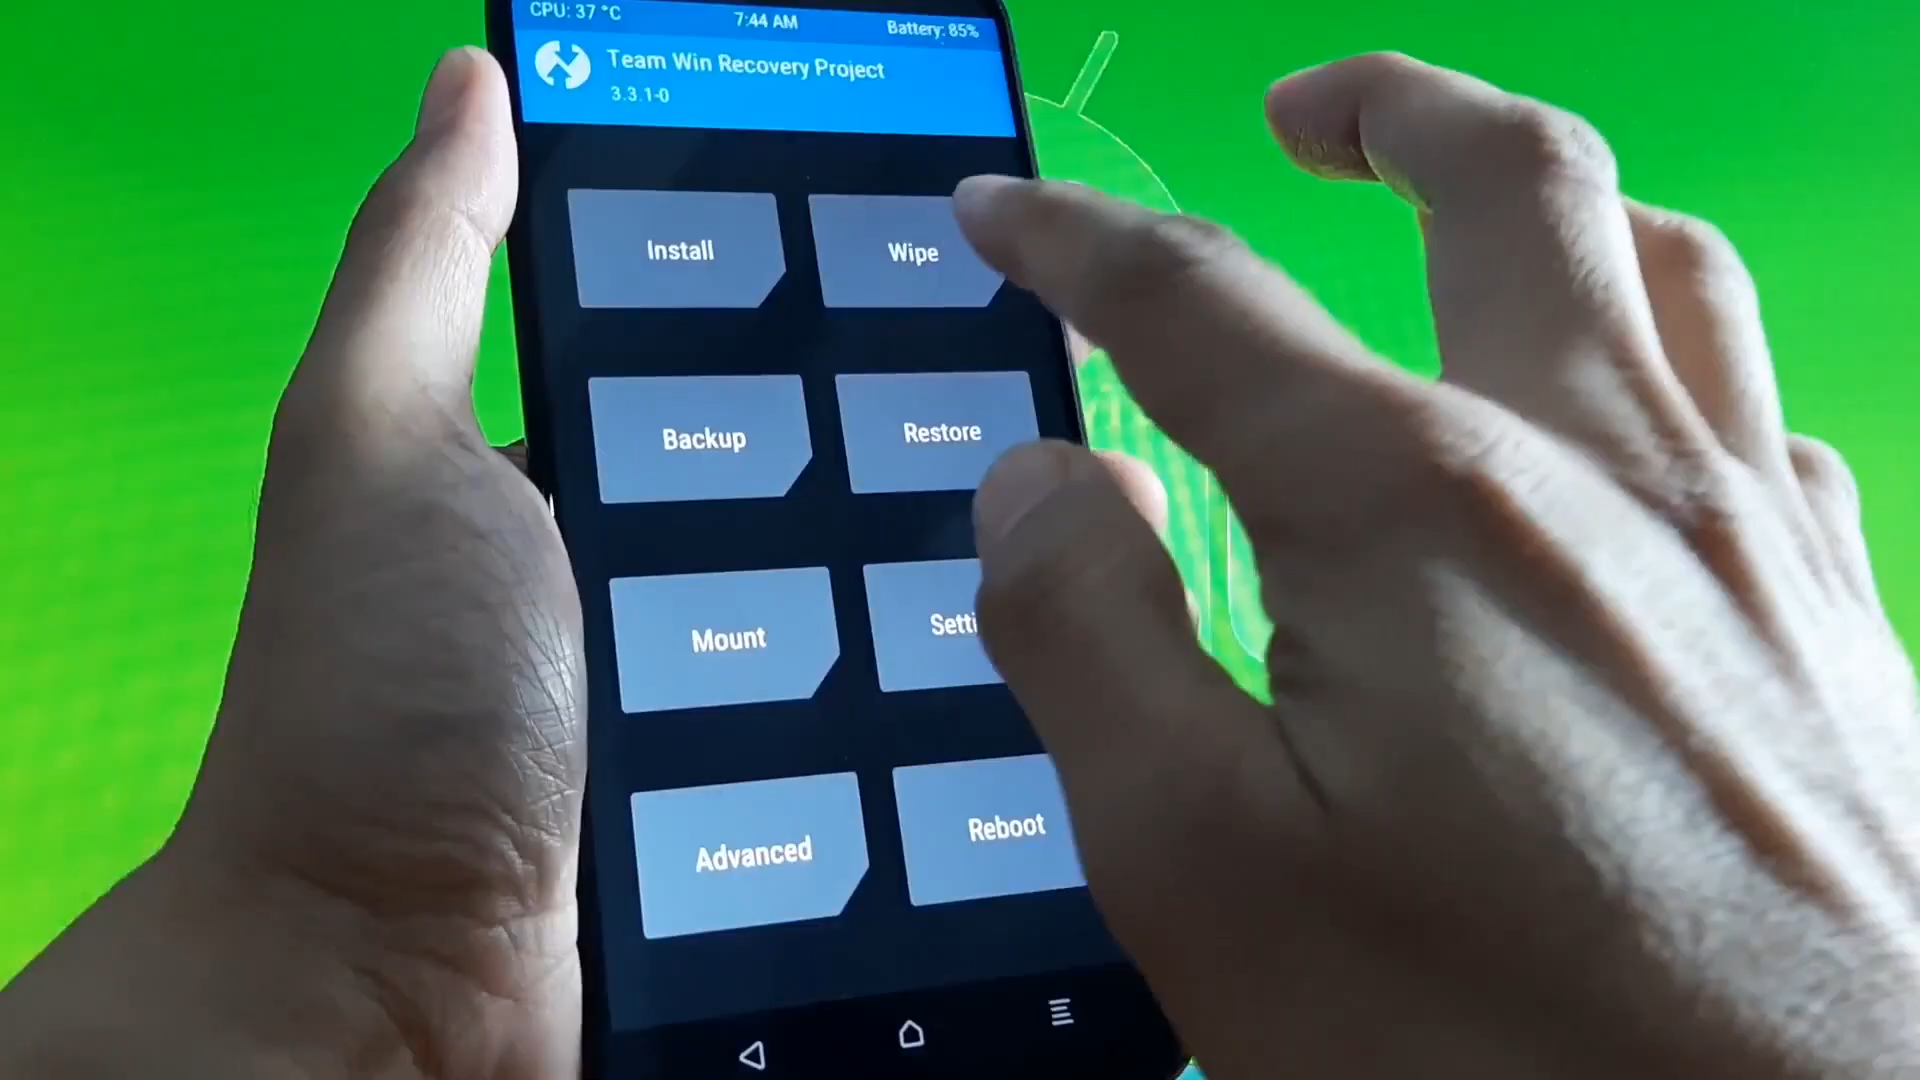 CPU: 37 °C
7:44 AM
Battery: 85%
Team Win Recovery Project
3.3.1-0
Install
Wipe
Backup
Restore
Mount
Setti
Advanced
Reboot